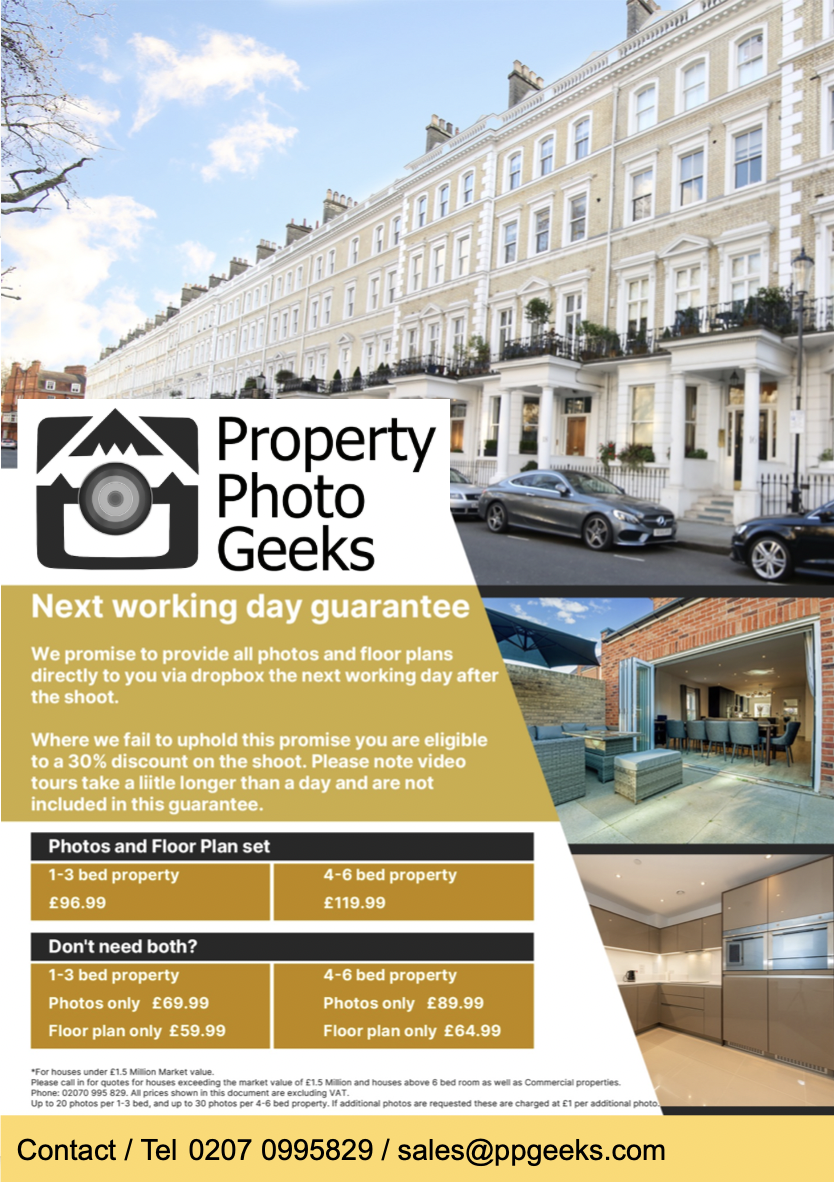 Property
Photo
Geeks
Next working day guarantee
We promise to provide all photos and floor plans
directly to you via dropbox the next working day after
the shoot.
Where we fail to uphold this promise you are eligible
to a 30% discount on the shoot. Please note video
tours take a liitle longer than a day and are not
included in this guarantee.
Photos and Floor Plan set
1-3 bed property
£96.99
4-6 bed property
£119.99
Don't need both?
1-3 bed property
Photos only £69.99
Floor plan only £59.99
4-6 bed property
Photos only £89.99
Floor plan only £64.99
*For houses under £1.5 Million Market value.
Please call in for quotes for houses exceeding the market value of £1.5 Million and houses above 6 bed room as well as Commercial properties.
Phone: 02070 995 829. All prices shown in this document are excluding VAT.
Up to 20 photos per 1-3 bed, and up to 30 photos per 4-6 bed property. If additional photos are requested these are charged at £1 per additional photo.
Contact / Tel 0207 0995829 / sales@ppgeeks.com